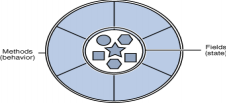 Methods
(behavior)
Fields
(state)